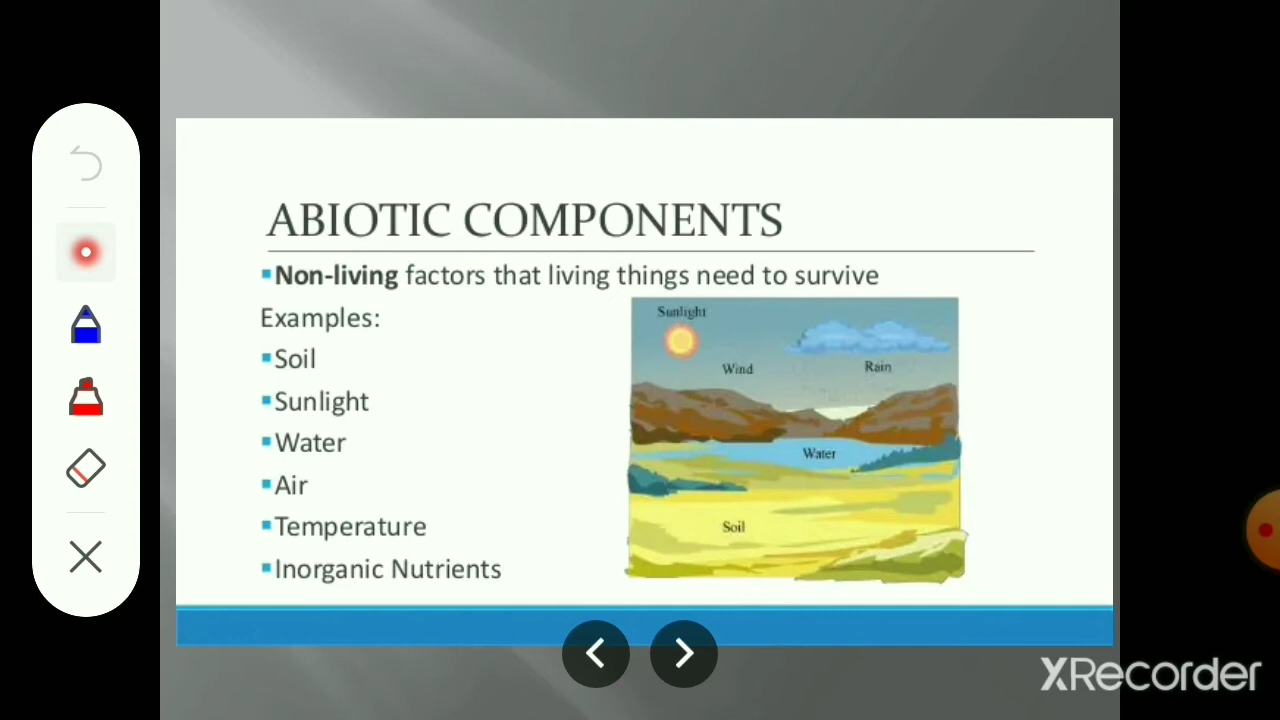 ABIOTIC COMPONENTS
Non-living factors that living things need to survive
Examples:
Soil
Sunlight
Water
Air
Temperature
Inorganic Nutrients
Sunlight
Wind
Rain
Water
Soil
XRecorder